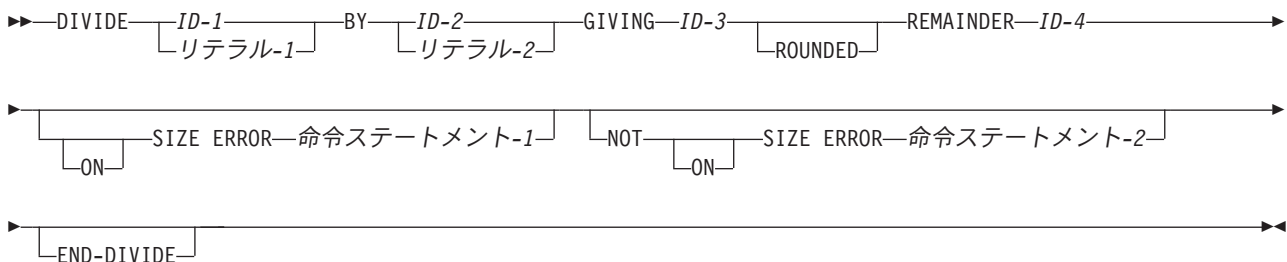 DIVIDE ID-1 BY ID-2 GIVING ID-3 REMAINDER ID-4
リテラル-1 リテラル-2 ROUNDED
SIZE ERROR 命令ステートメント-1 NOT SIZE ERROR 命令ステートメント-2
ON ON
END-DIVIDE